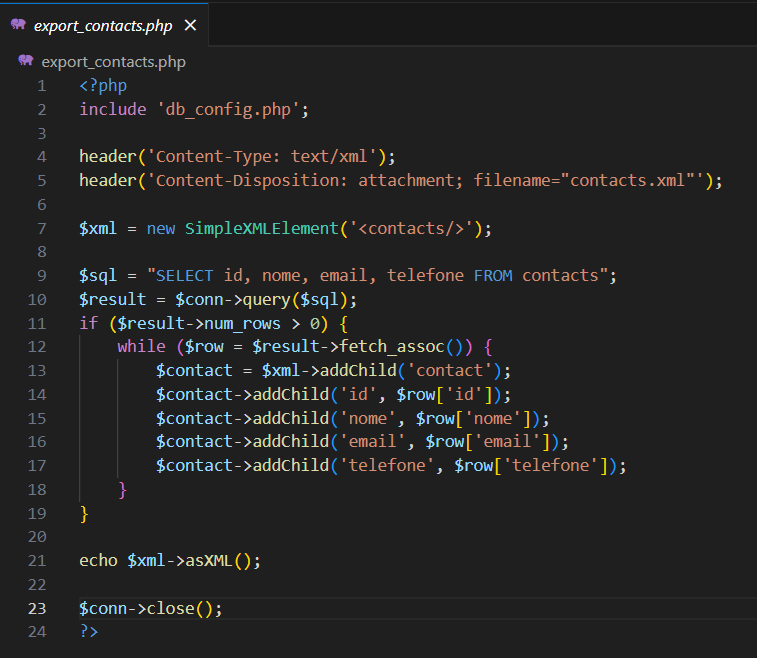 export_contacts.php ×
export_contacts.php
1 <?php
2 include 'db_config.php';
3
4 header('Content-Type: text/xml');
5 header('Content-Disposition: attachment; filename="contacts.xml"');
6
7 $xml = new SimpleXMLElement('<contacts/>');
8
9 $sql = "SELECT id, nome, email, telefone FROM contacts";
10 $result = $conn->query($sql);
11 if ($result->num_rows > 0) {
12     while ($row = $result->fetch_assoc()) {
13         $contact = $xml->addChild('contact');
14         $contact->addChild('id', $row['id']);
15         $contact->addChild('nome', $row['nome']);
16         $contact->addChild('email', $row['email']);
17         $contact->addChild('telefone', $row['telefone']);
18     }
19 }
20
21 echo $xml->asXML();
22
23 $conn->close();
24 ?>